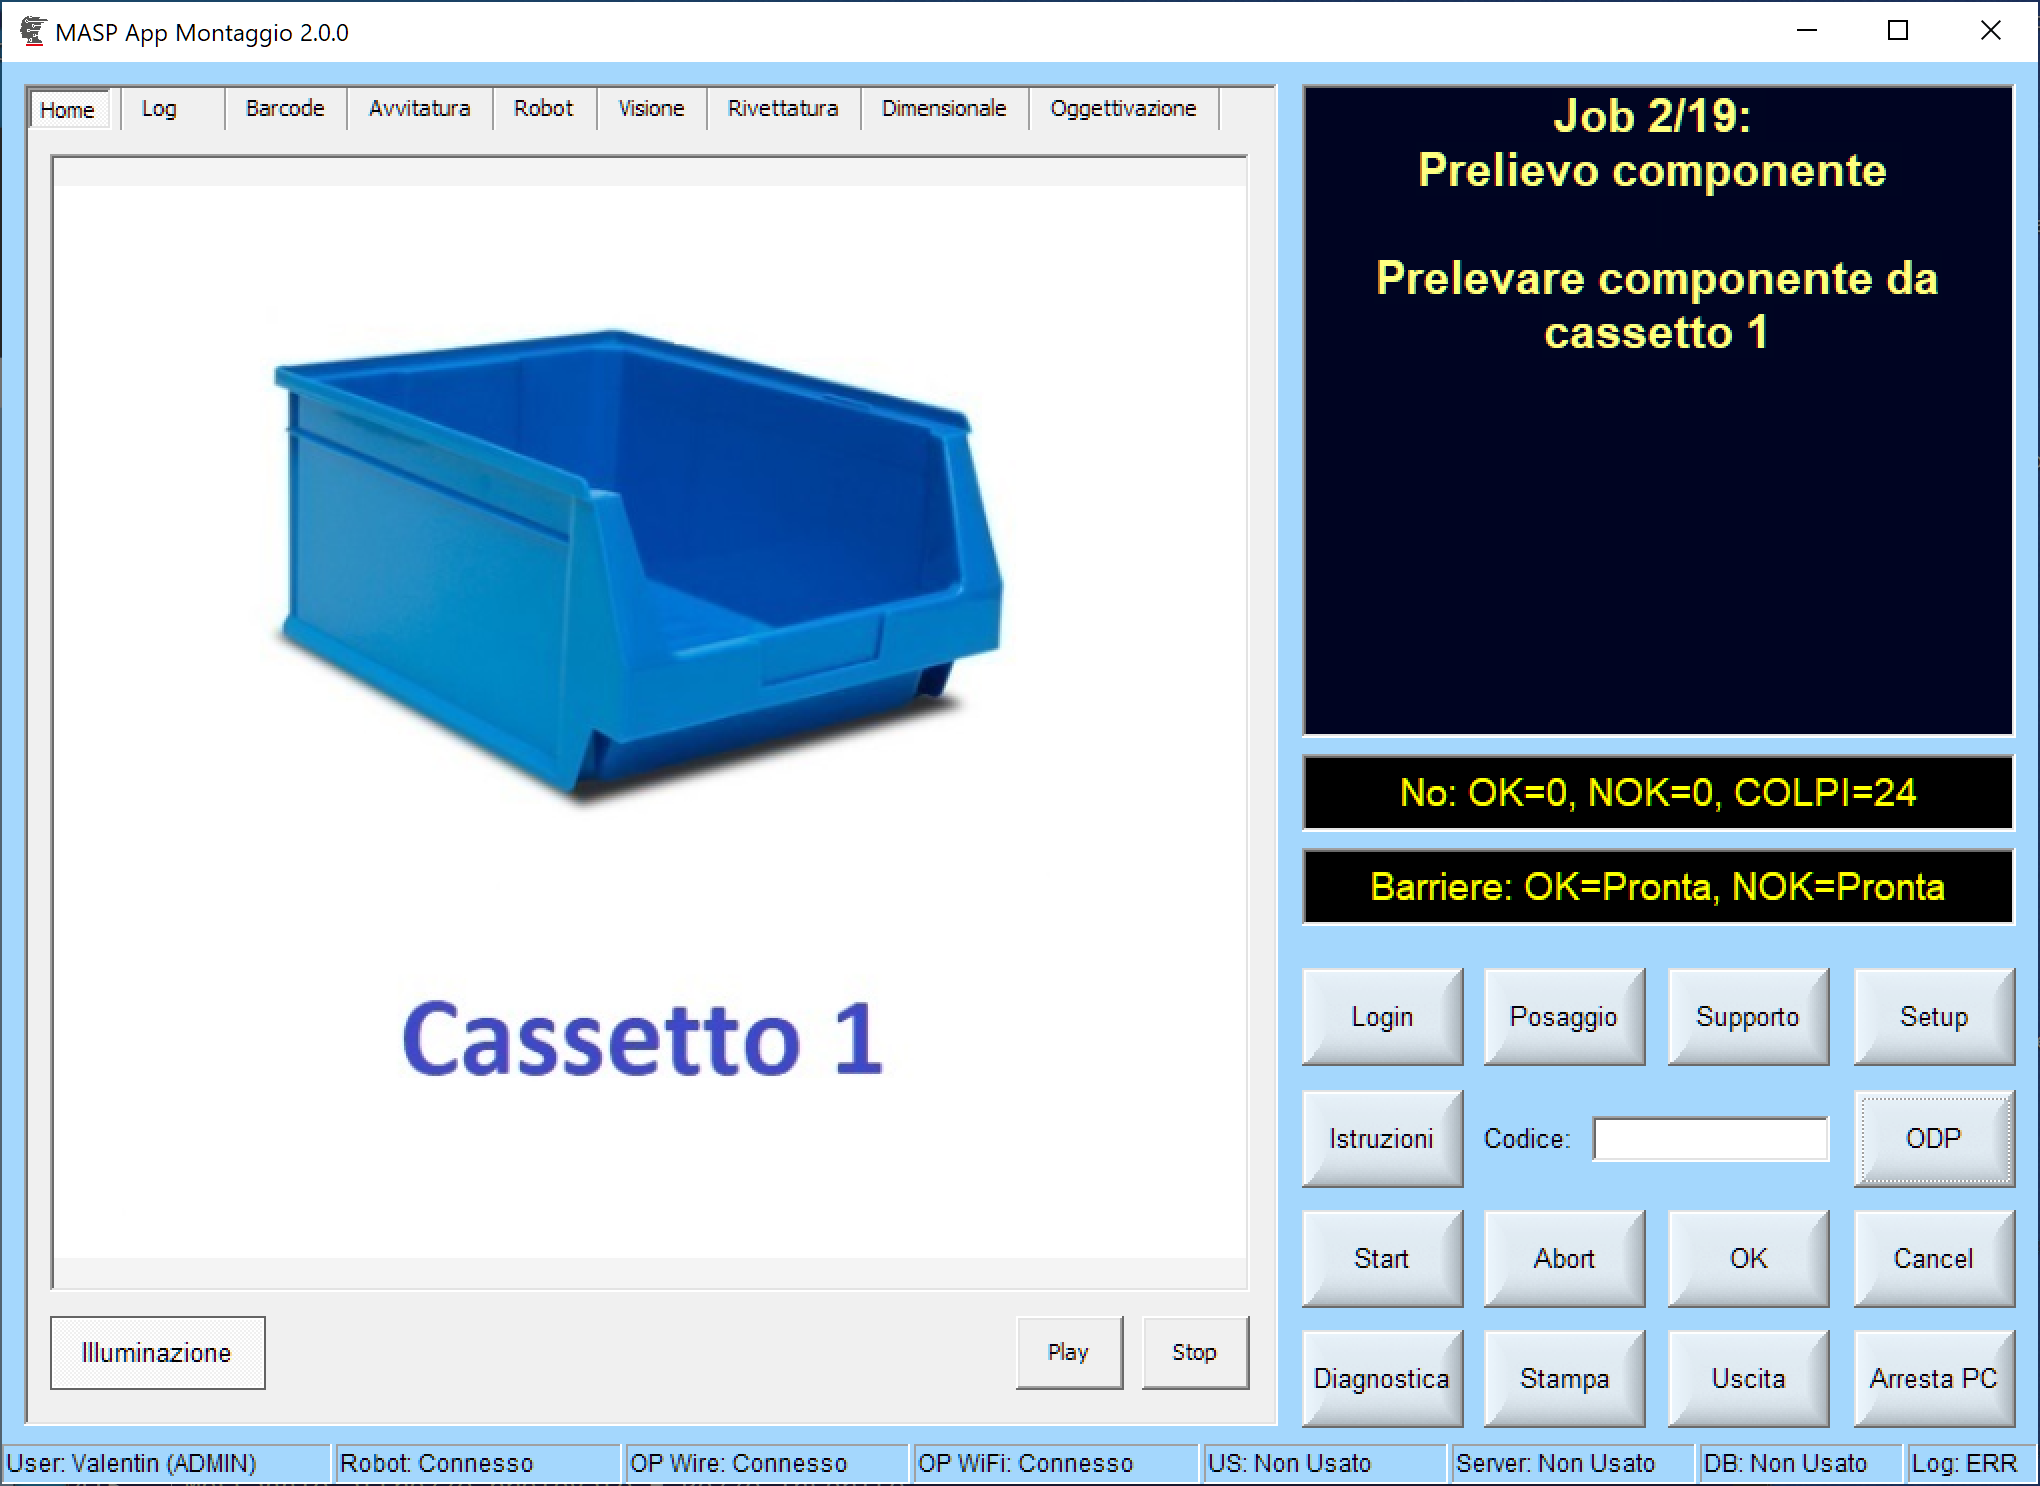 MASP App Montaggio 2.0.0
Home Log Barcode Avvitatura Robot Visione Rivettatura Dimensionale Oggettivazione
Cassetto 1
Illuminazione Play Stop
Job 2/19:
Prelievo componente
Prelevare componente da
cassetto 1
No: OK=0, NOK=0, COLPI=24
Barriere: OK=Pronta, NOK=Pronta
Login Posaggio Supporto Setup
Istruzioni Codice: ODP
Start Abort OK Cancel
Diagnostica Stampa Uscita Arresta PC
User: Valentin (ADMIN) Robot: Connesso OP Wire: Connesso OP WiFi: Connesso US: Non Usato Server: Non Usato DB: Non Usato Log: ERR